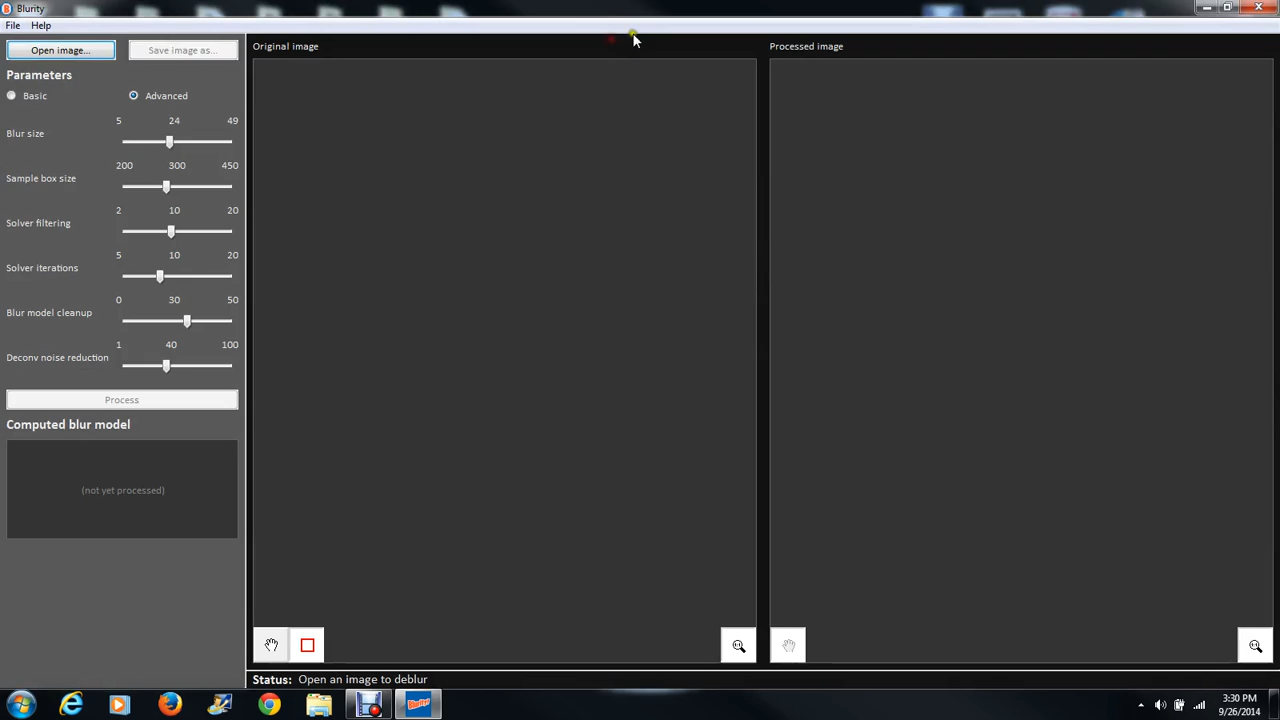 Blurity
File Help
Open image... Save image as...
Original image
Processed image
Parameters
Basic Advanced
5 24 49
Blur size
200 300 450
Sample box size
2 10 20
Solver filtering
5 10 20
Solver iterations
0 30 50
Blur model cleanup
1 40 100
Deconv noise reduction
Process
Computed blur model
(not yet processed)
Status: Open an image to deblur
Blurity
3:30 PM
9/26/2014